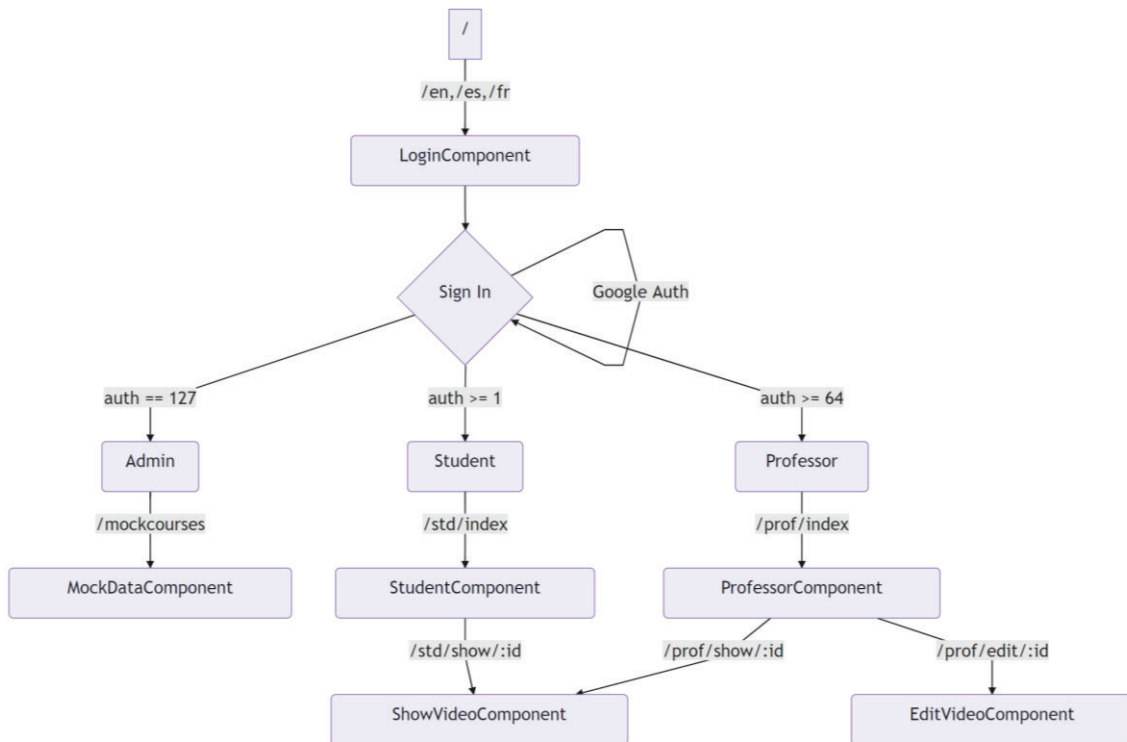 /
/en,/es,/fr
LoginComponent
Sign In
Google Auth
auth == 127
auth >= 1
auth >= 64
Admin
Student
Professor
/mockcourses
/std/index
/prof/index
MockDataComponent
StudentComponent
ProfessorComponent
/std/show/:id
/prof/show/:id
/prof/edit/:id
ShowVideoComponent
EditVideoComponent